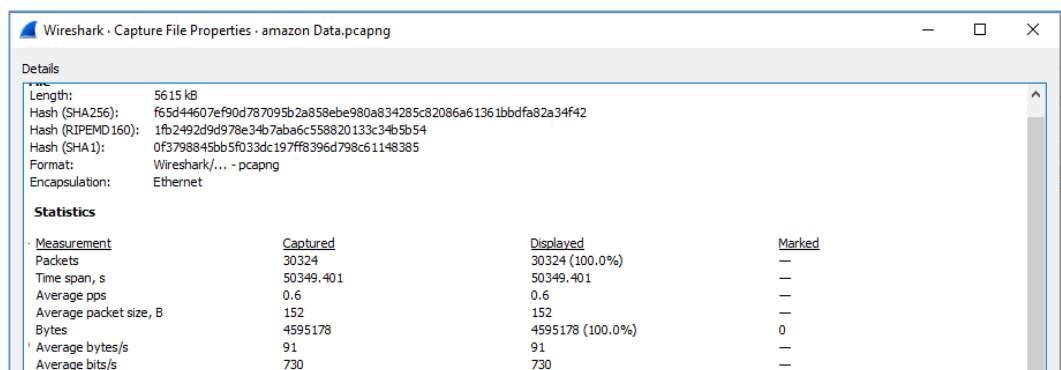 Wireshark · Capture File Properties · amazon Data.pcapng
Details
Length: 5615 kB
Hash (SHA256): f65d44607ef90d787095b2a858ebe980a834285c82086a61361bbdfa82a34f42
Hash (RIPEMD160): 1fb2492d9d978e34b7aba6c558820133c34b5b54
Hash (SHA1): 0f3798845bb5f033dc197ff8396d798c61148385
Format: Wireshark/... - pcapng
Encapsulation: Ethernet
Statistics
Measurement Captured Displayed Marked
Packets 30324 30324 (100.0%) —
Time span, s 50349.401 50349.401 —
Average pps 0.6 0.6 —
Average packet size, B 152 152 —
Bytes 4595178 4595178 (100.0%) 0
Average bytes/s 91 91 —
Average bits/s 730 730 —